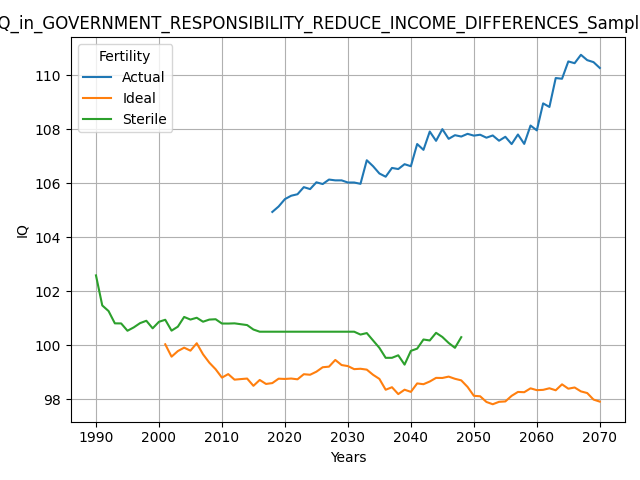 Q_in_GOVERNMENT_RESPONSIBILITY_REDUCE_INCOME_DIFFERENCES_Sampl
Fertility
Actual
Ideal
Sterile
110
108
106
104
102
100
98
IQ
1990 2000 2010 2020 2030 2040 2050 2060 2070
Years